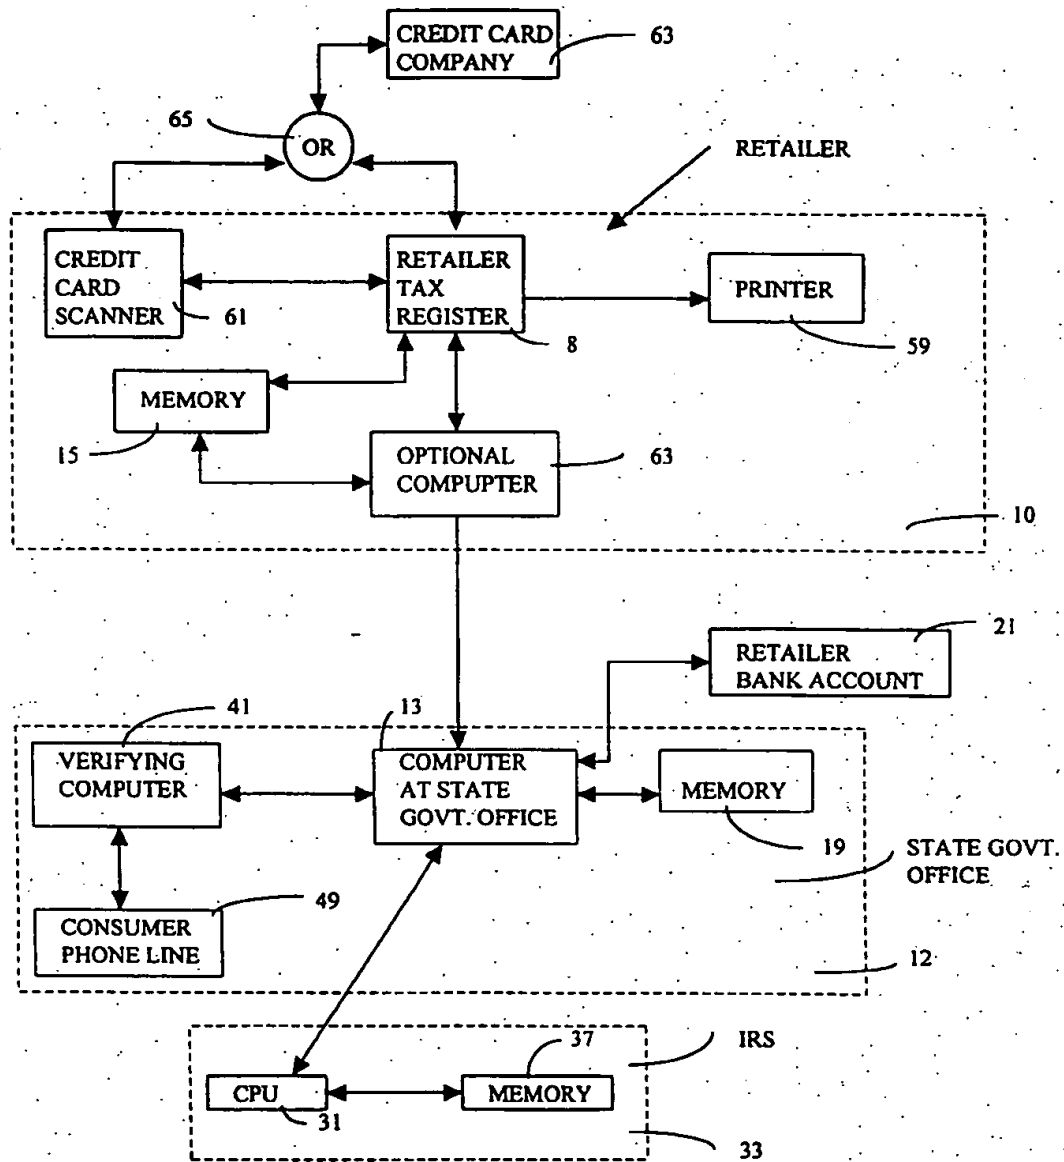 CREDIT CARD
COMPANY
63
65
OR
RETAILER
CREDIT
CARD
SCANNER
61
RETAILER
TAX
REGISTER
8
PRINTER
59
MEMORY
15
OPTIONAL
COMPUPTER
63
10
21
RETAILER
BANK ACCOUNT
41
13
VERIFYING
COMPUTER
COMPUTER
AT STATE
GOVT. OFFICE
MEMORY
19
STATE GOVT.
OFFICE
49
CONSUMER
PHONE LINE
12
IRS
37
CPU
31
MEMORY
33